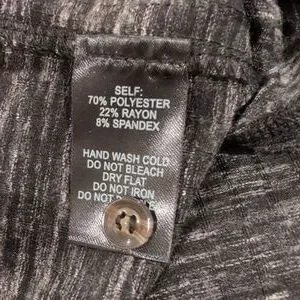 SELF:
70% POLYESTER
22% RAYON
8% SPANDEX
HAND WASH COLD
DO NOT BLEACH
DRY FLAT
DO NOT IRON
DO NOT